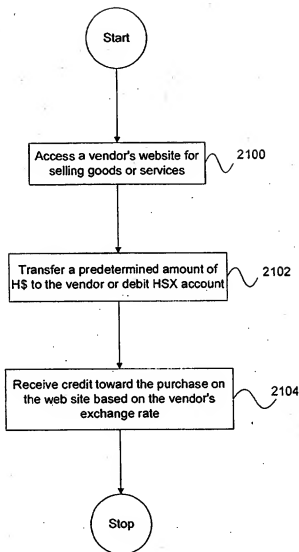 Start
Access a vendor's website for
selling goods or services
2100
Transfer a predetermined amount of
H$ to the vendor or debit HSX account
2102
Receive credit toward the purchase on
the web site based on the vendor's
exchange rate
2104
Stop